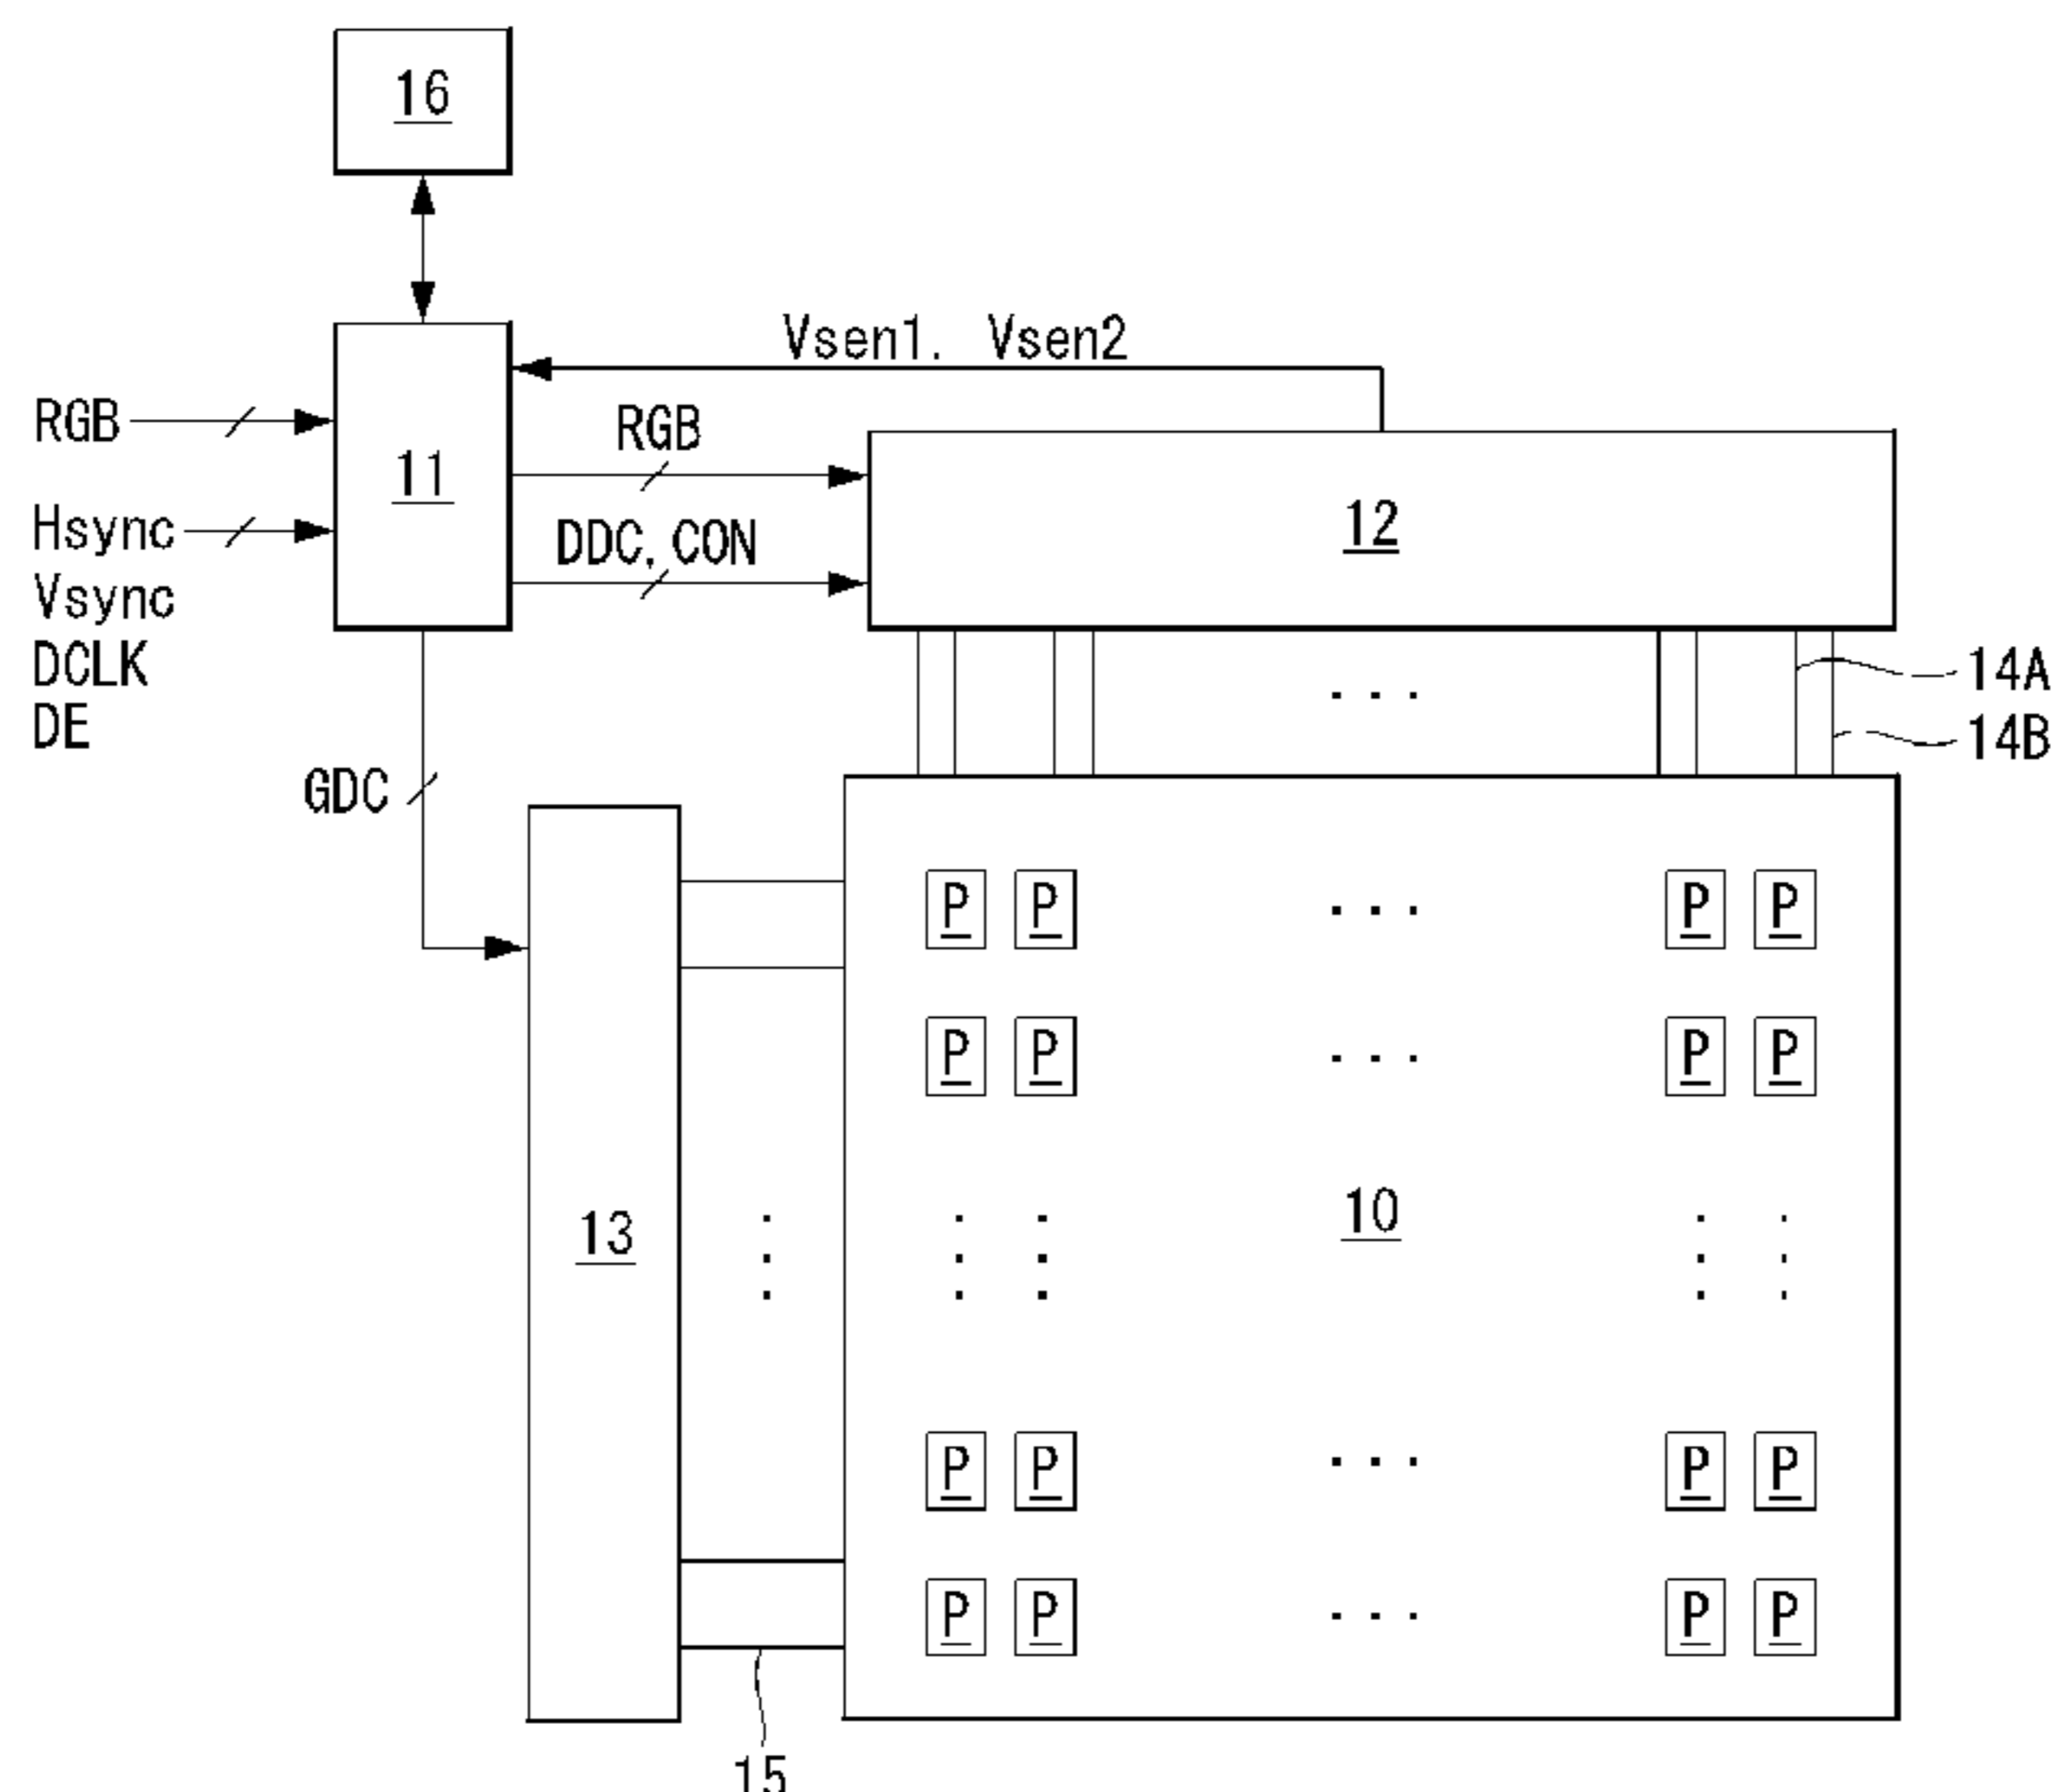 16
Vsen1. Vsen2
RGB
RGB
11
12
Hsync
DDC, CON
Vsync
DCLK
14A
DE
14B
GDC
P P ... P P
P P ... P P
10
13
P P ... P P
P P ... P P
15